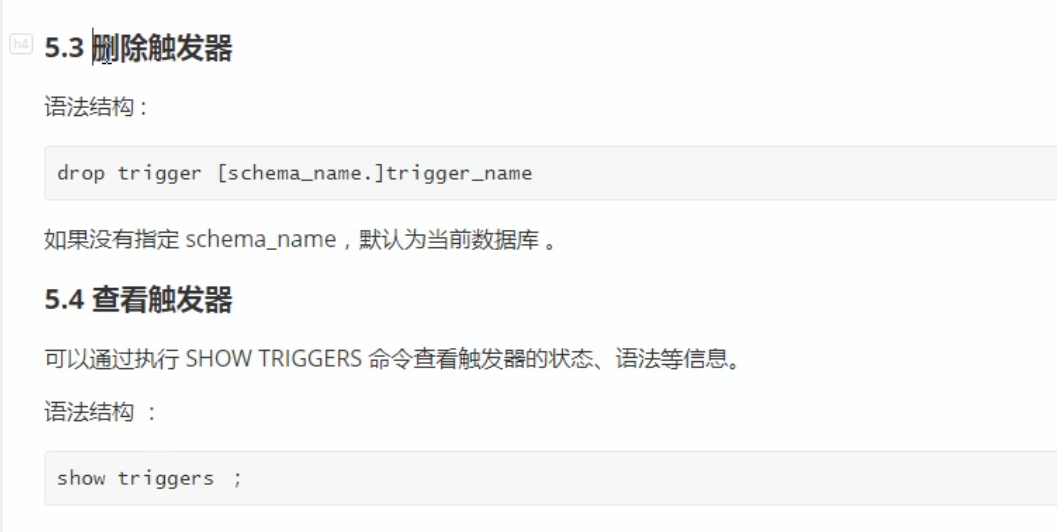 h4
5.3 删除触发器
语法结构 :
drop trigger [schema_name.]trigger_name
如果没有指定 schema_name，默认为当前数据库 。
5.4 查看触发器
可以通过执行 SHOW TRIGGERS 命令查看触发器的状态、语法等信息。
语法结构 ：
show triggers ；